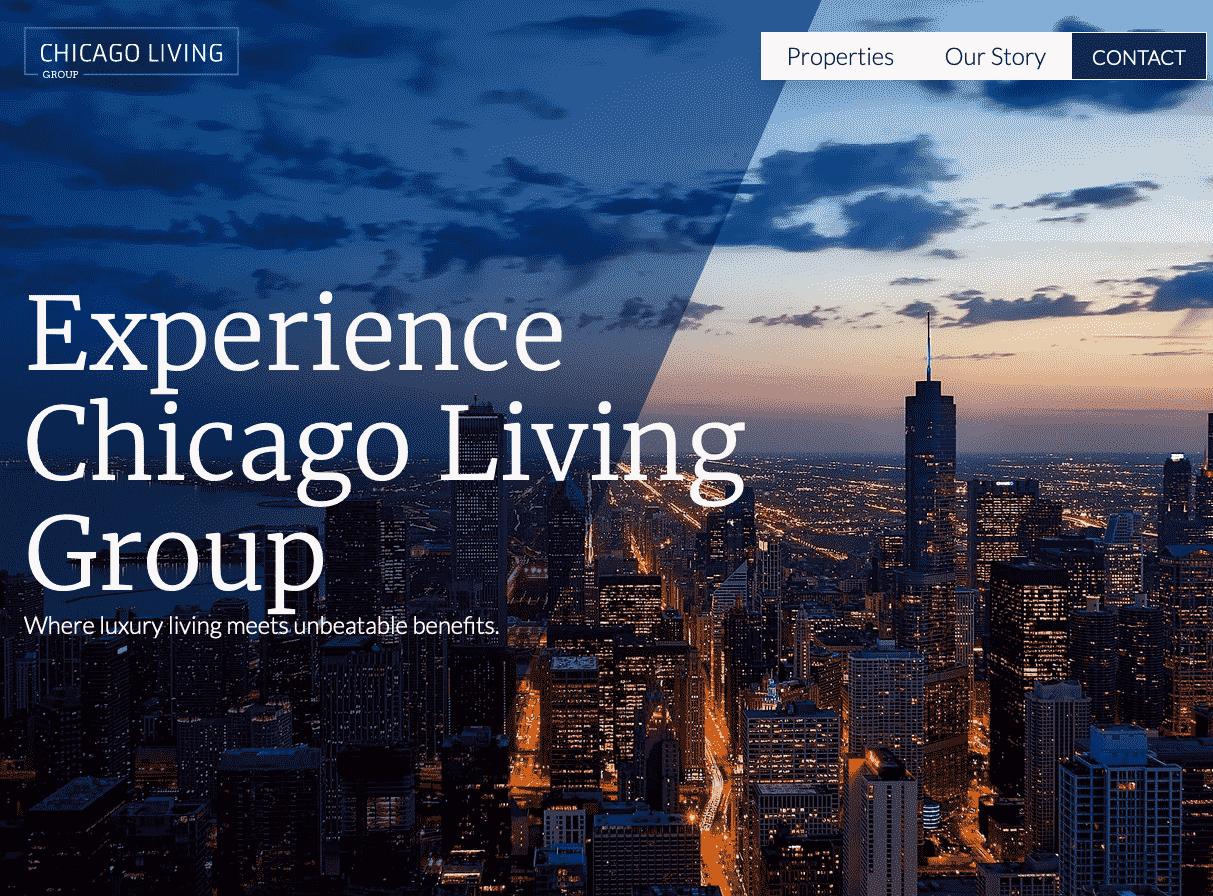 CHICAGO LIVING
GROUP
Properties
Our Story
CONTACT
Experience
Chicago Living
Group
Where luxury living meets unbeatable benefits.